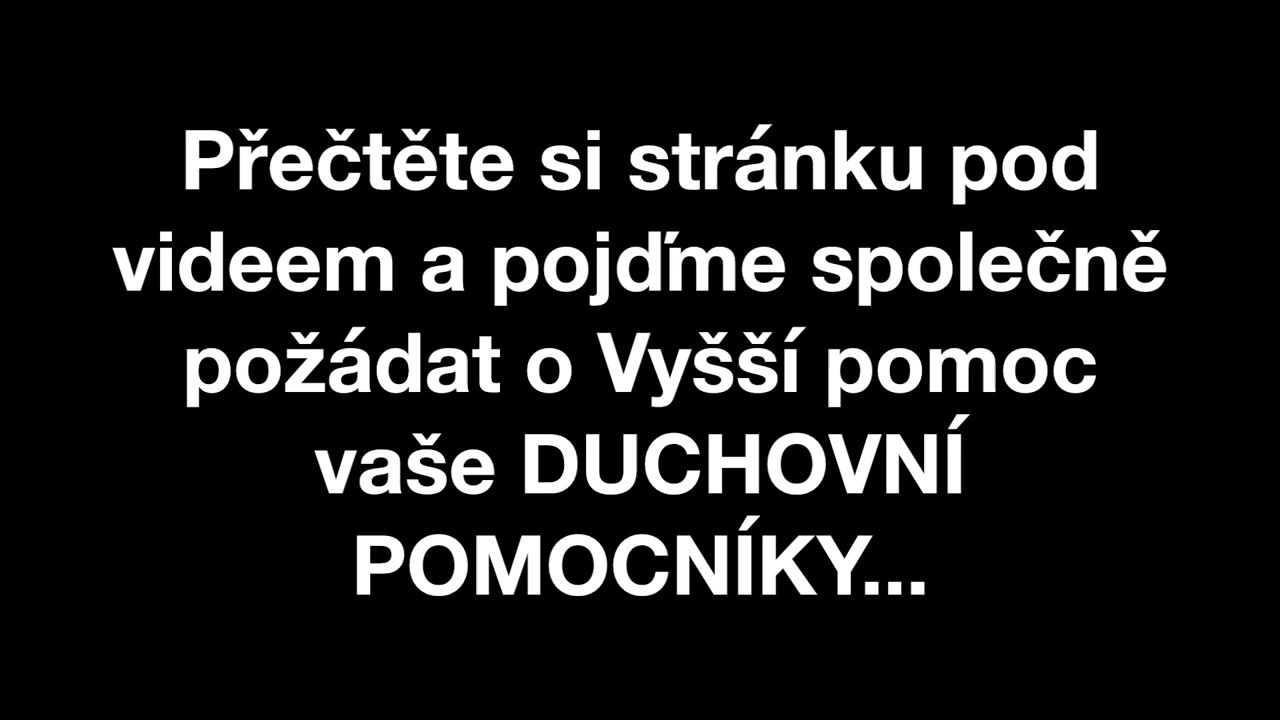 Přečtěte si stránku pod
videem a pojďme společně
požádat o Vyšší pomoc
vaše DUCHOVNÍ
POMOCNÍKY...